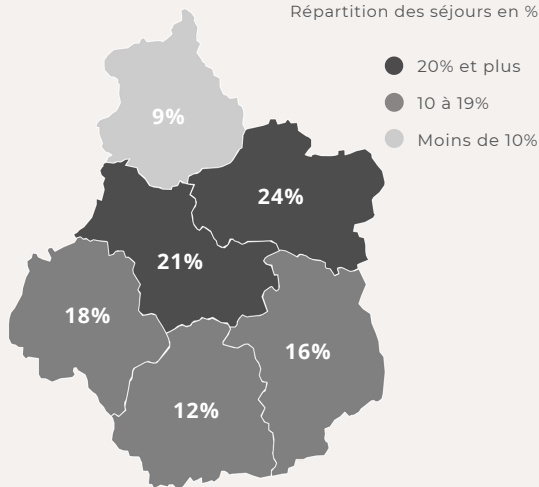 Répartition des séjours en %
20% et plus
10 à 19%
Moins de 10%
9%
24%
21%
18%
16%
12%